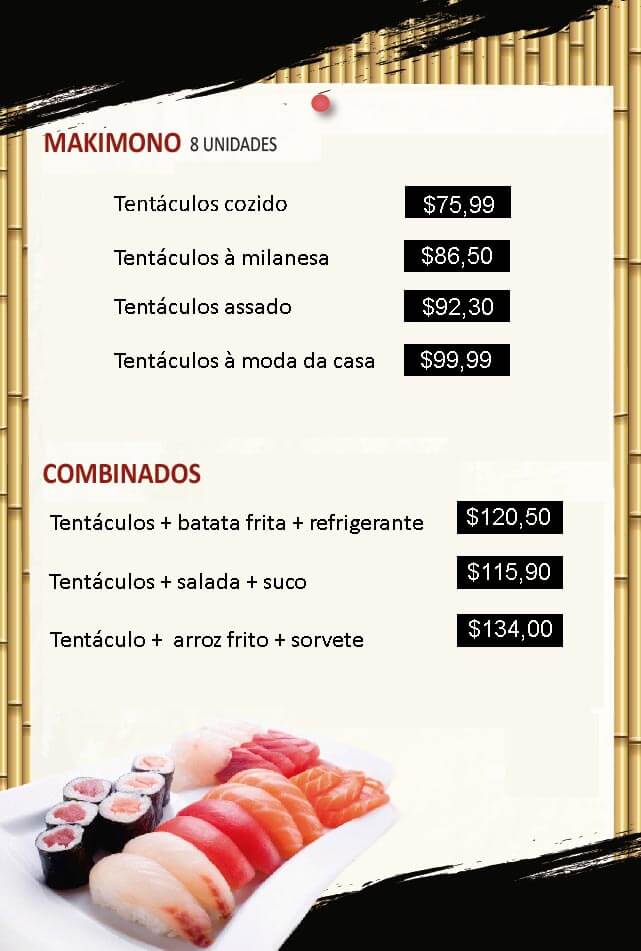 MAKIMONO 8 UNIDADES
Tentáculos cozido $75,99
Tentáculos à milanesa $86,50
Tentáculos assado $92,30
Tentáculos à moda da casa $99,99
COMBINADOS
Tentáculos + batata frita + refrigerante $120,50
Tentáculos + salada + suco $115,90
Tentáculo + arroz frito + sorvete $134,00